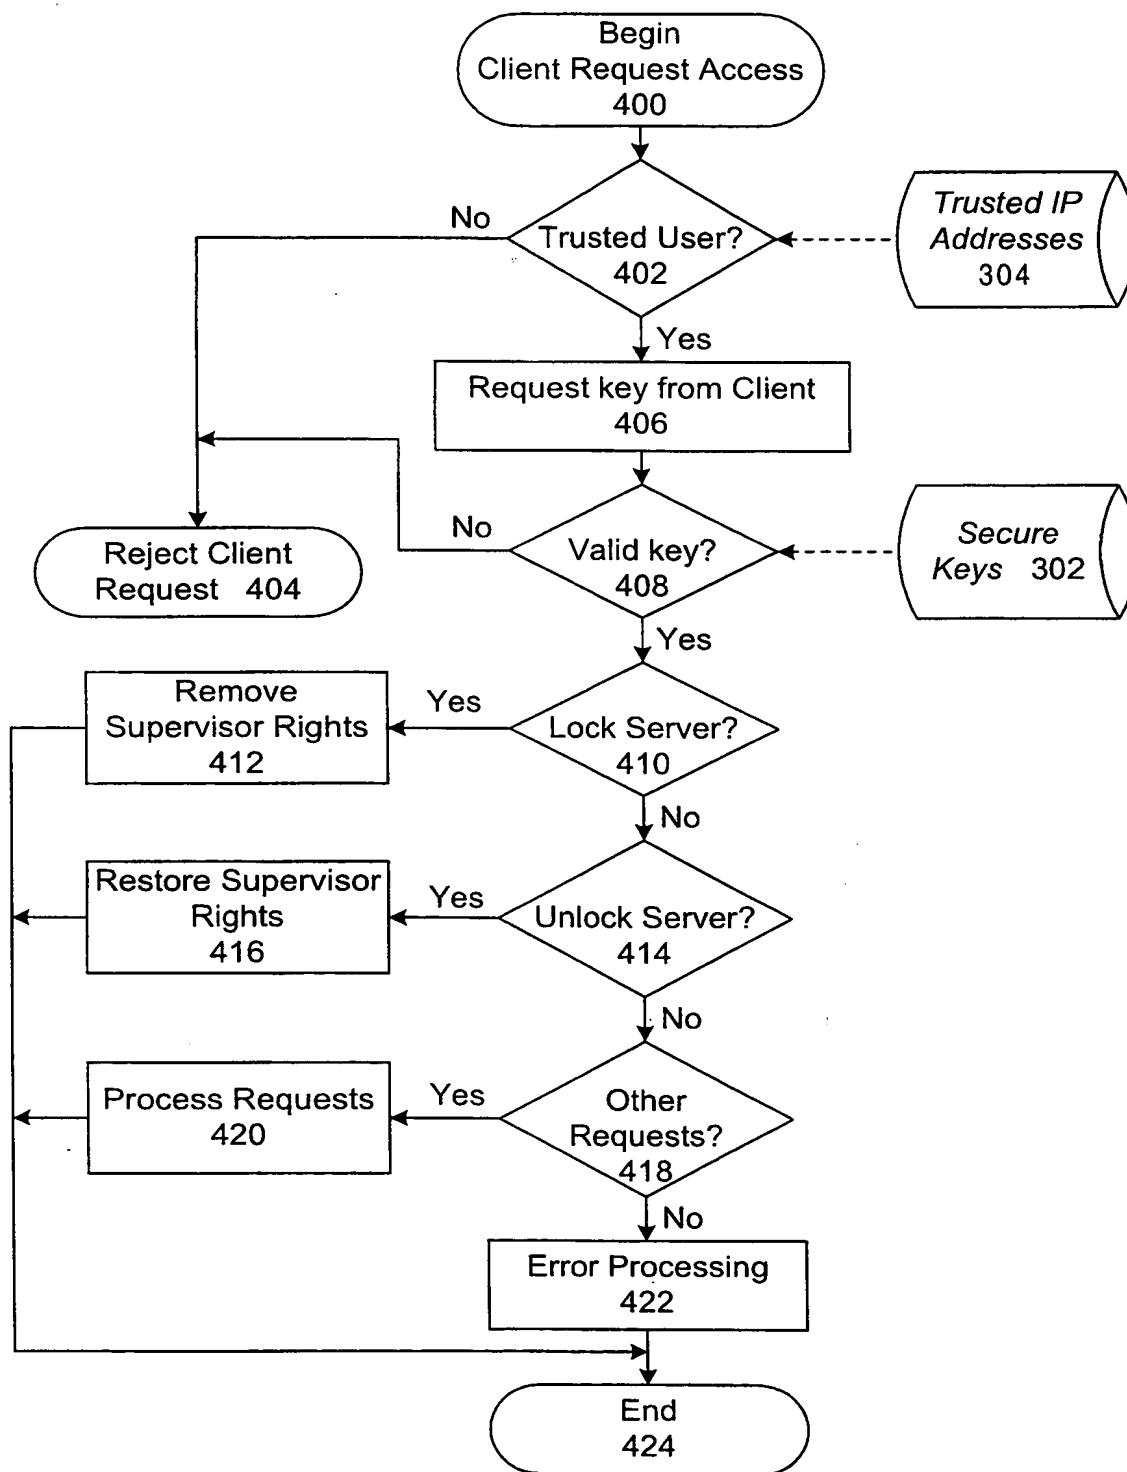 Begin
Client Request Access
400
No
Trusted User?
402
Trusted IP
Addresses
304
Yes
Request key from Client
406
No
Valid key?
408
Secure
Keys 302
Reject Client
Request 404
Yes
Remove
Supervisor Rights
412
Yes
Lock Server?
410
No
Restore Supervisor
Rights
416
Yes
Unlock Server?
414
No
Process Requests
420
Yes
Other
Requests?
418
No
Error Processing
422
End
424